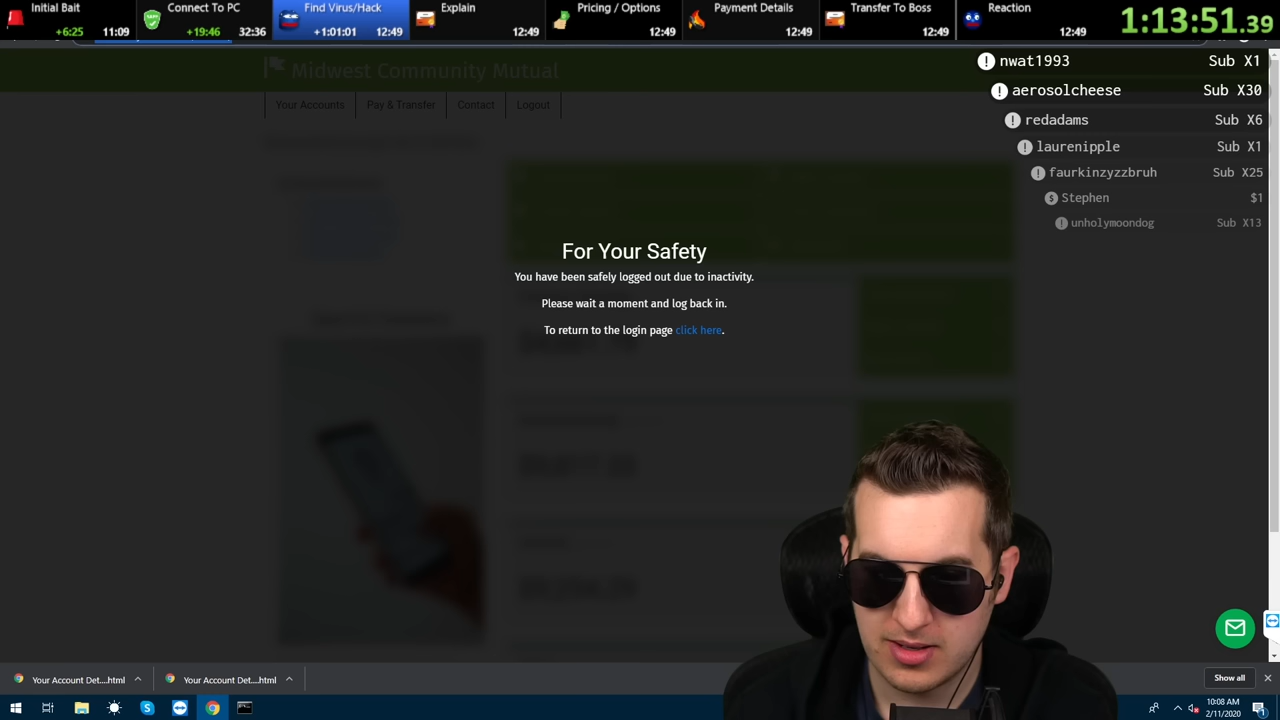 Initial Bait
+6:25 11:09
Connect To PC
+19:46 32:36
Find Virus/Hack
+1:01:01 12:49
Explain
12:49
Pricing / Options
12:49
Payment Details
12:49
Transfer To Boss
12:49
Reaction
12:49
1:13:51.39
Midwest Community Mutual
Your Accounts
Pay & Transfer
Contact
Logout
nwat1993 Sub X1
aerosolcheese Sub X30
redadams Sub X6
laurenipple Sub X1
faurkinzyzzbruh Sub X25
Stephen $1
unholymoondog Sub X13
For Your Safety
You have been safely logged out due to inactivity.
Please wait a moment and log back in.
To return to the login page click here.
Your Account Det....html
Your Account Det....html
Show all
10:08 AM
2/11/2020